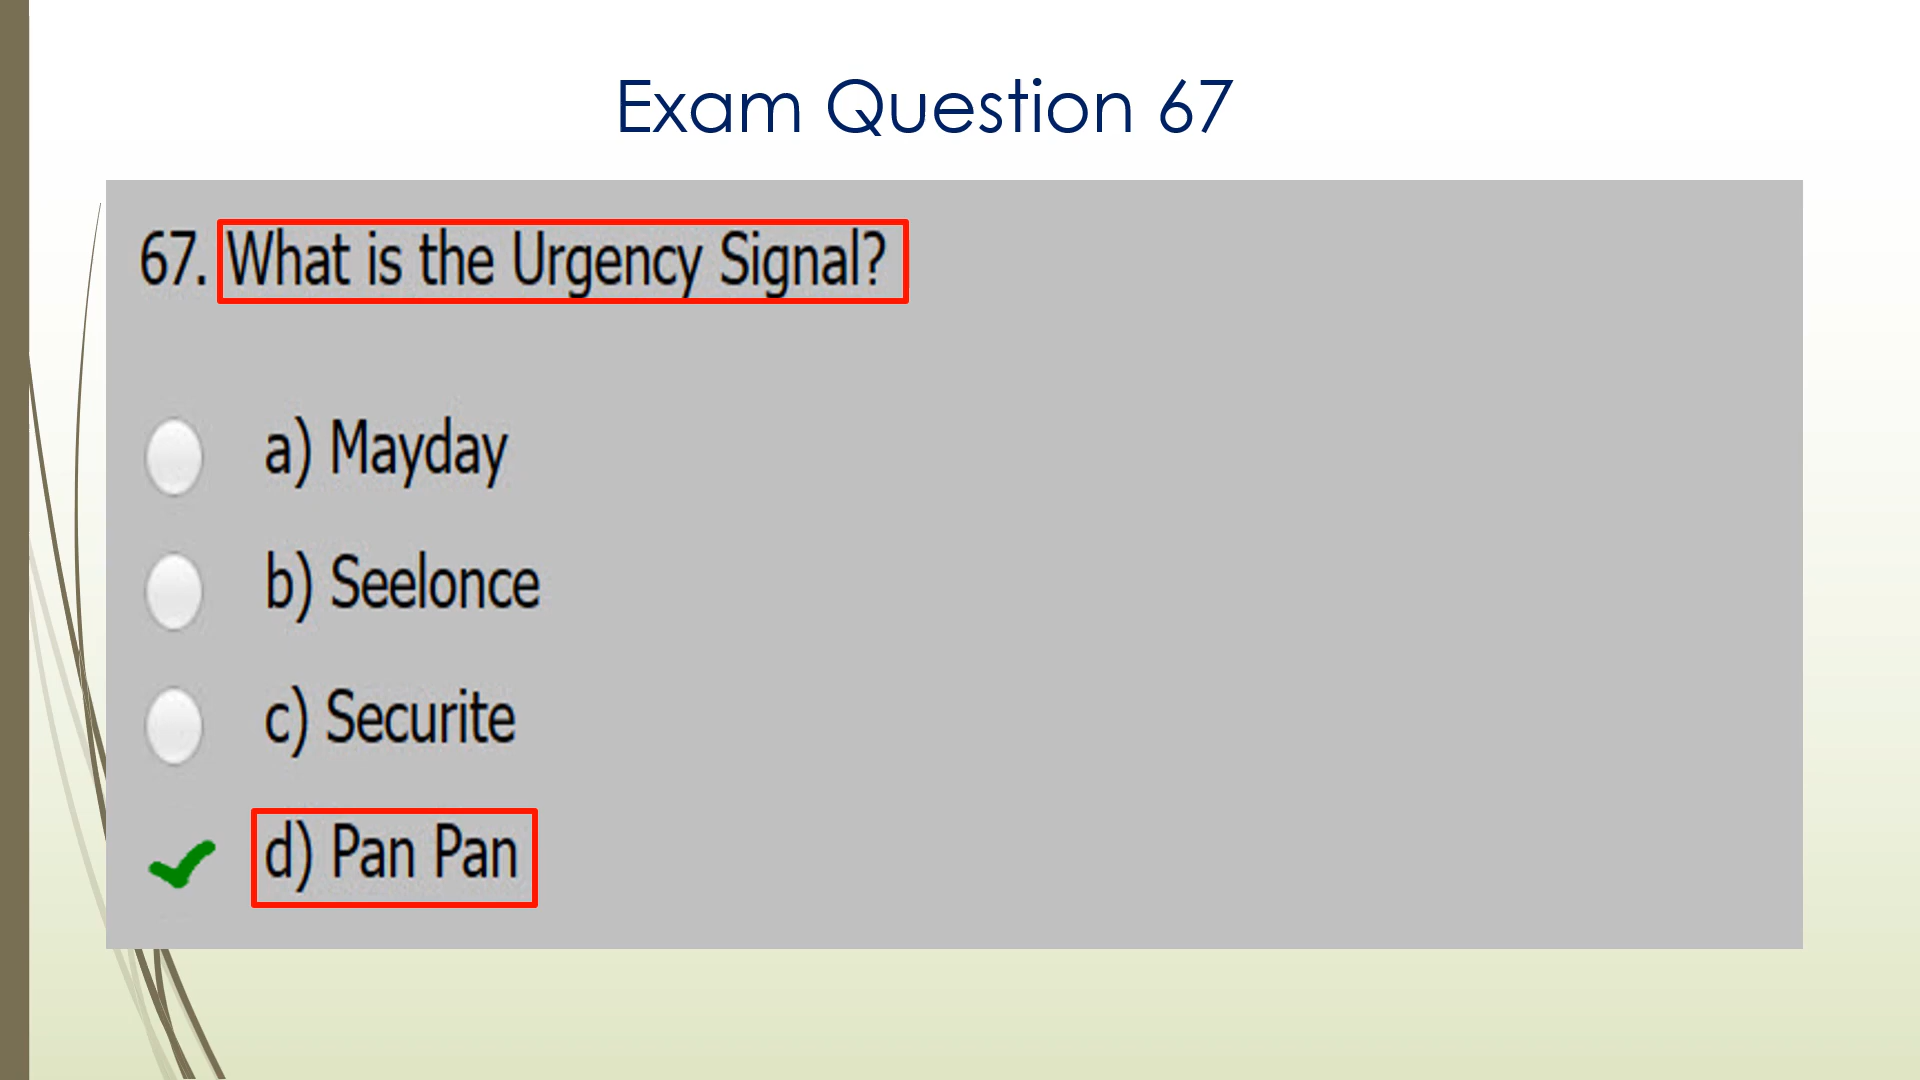 Exam Question 67
67. What is the Urgency Signal?
a) Mayday
b) Seelonce
c) Securite
d) Pan Pan